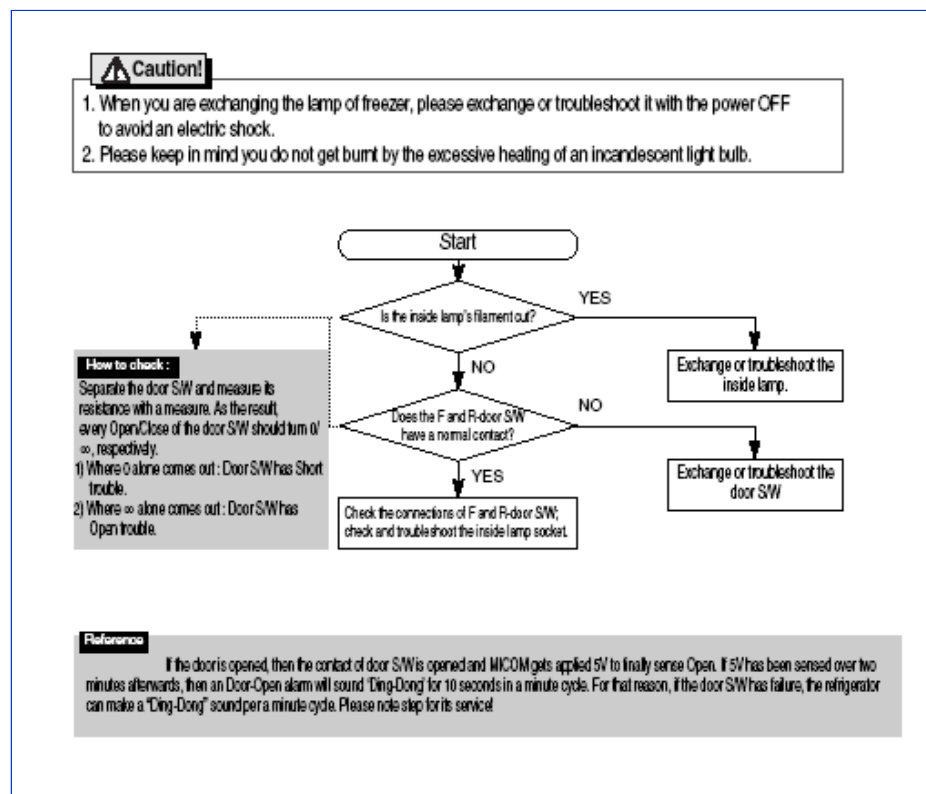 Caution!
1. When you are exchanging the lamp of freezer, please exchange or troubleshoot it with the power OFF
to avoid an electric shock.
2. Please keep in mind you do not get burnt by the excessive heating of an incandescent light bulb.
Start
Is the inside lamp's filament cut?
YES
Exchange or troubleshoot the
inside lamp.
NO
How to check :
Separate the door S/W and measure its
resistance with a measure. As the result,
every Open/Close of the door S/W should turn 0/
∞, respectively.
1) Where 0 alone comes out : Door S/W has Short
trouble.
2) Where ∞ alone comes out : Door S/W has
Open trouble.
Does the F and R-door S/W
have a normal contact?
NO
Exchange or troubleshoot the
door S/W
YES
Check the connections of F and R-door S/W;
check and troubleshoot the inside lamp socket.
Reference
If the door is opened, then the contact of door S/W is opened and MICOM gets applied 5V to finally sense Open. If 5V has been sensed over two
minutes afterwards, then an Door-Open alarm will sound 'Ding-Dong' for 10 seconds in a minute cycle. For that reason, if the door S/W has failure, the refrigerator
can make a "Ding-Dong" sound per a minute cycle. Please note step for its service!